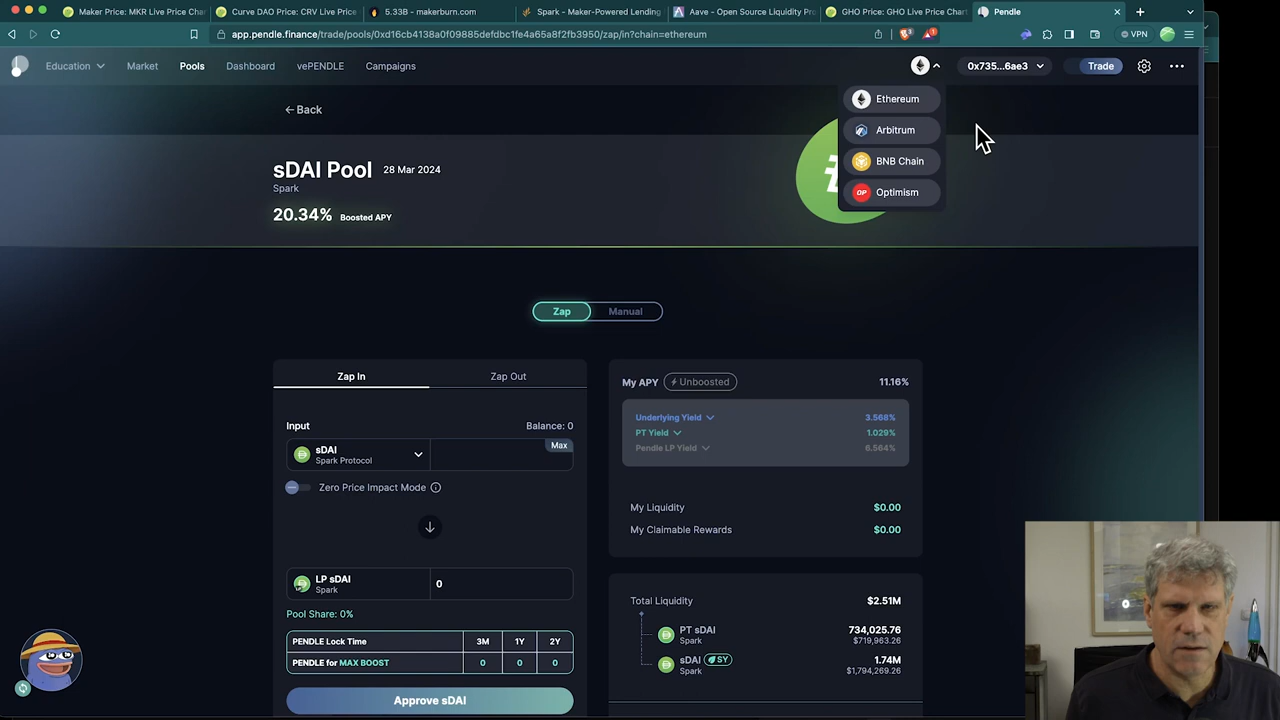 Maker Price: MKR Live Price Char
Curve DAO Price: CRV Live Price
5.33B - makerburn.com
Spark - Maker-Powered Lending
Aave - Open Source Liquidity Pr
GHO Price: GHO Live Price Chart
Pendle
app.pendle.finance/trade/pools/0xd16cb4138a0f09885defdbc1fe4a65a8f2fb3950/zap/in?chain=ethereum
VPN
Education
Market
Pools
Dashboard
vePENDLE
Campaigns
0x735...6ae3
Trade
Ethereum
Arbitrum
BNB Chain
OP Optimism
Back
sDAI Pool 28 Mar 2024
Spark
20.34% Boosted APY
Zap Manual
Zap In Zap Out
Input Balance: 0
sDAI
Spark Protocol
Max
Zero Price Impact Mode
LP sDAI
Spark
0
Pool Share: 0%
PENDLE Lock Time 3M 1Y 2Y
PENDLE for MAX BOOST 0 0 0
Approve sDAI
My APY Unboosted 11.16%
Underlying Yield 3.568%
PT Yield 1.029%
Pendle LP Yield 6.564%
My Liquidity $0.00
My Claimable Rewards $0.00
Total Liquidity $2.51M
PT sDAI 734,025.76
Spark $719,963.26
sDAI SY 1.74M
Spark $1,794,269.26